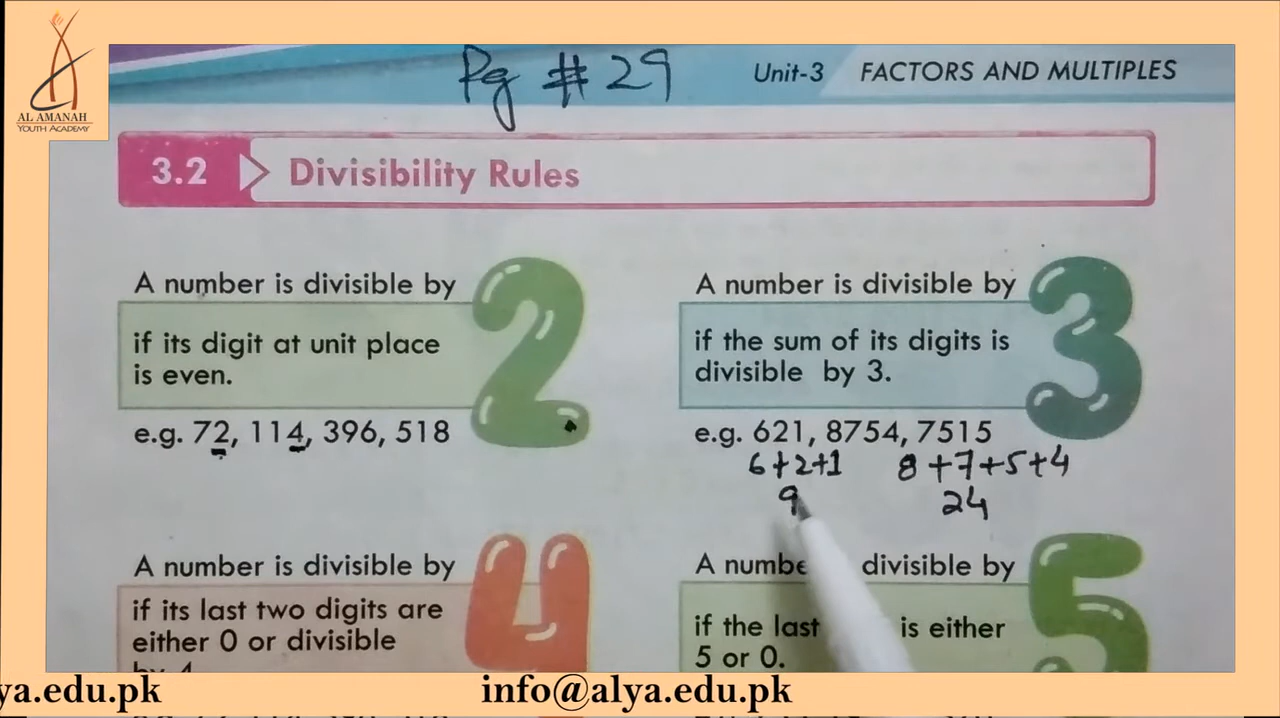 AL AMANAH
YOUTH ACADEMY
Pg # 29
Unit-3 FACTORS AND MULTIPLES
3.2 Divisibility Rules
A number is divisible by 2
if its digit at unit place
is even.
e.g. 72, 114, 396, 518
A number is divisible by 3
if the sum of its digits is
divisible by 3.
e.g. 621, 8754, 7515
6+2+1 8+7+5+4
9 24
A number is divisible by 4
if its last two digits are
either 0 or divisible
by 4
A divisible by 5
if the last is either
5 or 0.
ya.edu.pk info@alya.edu.pk